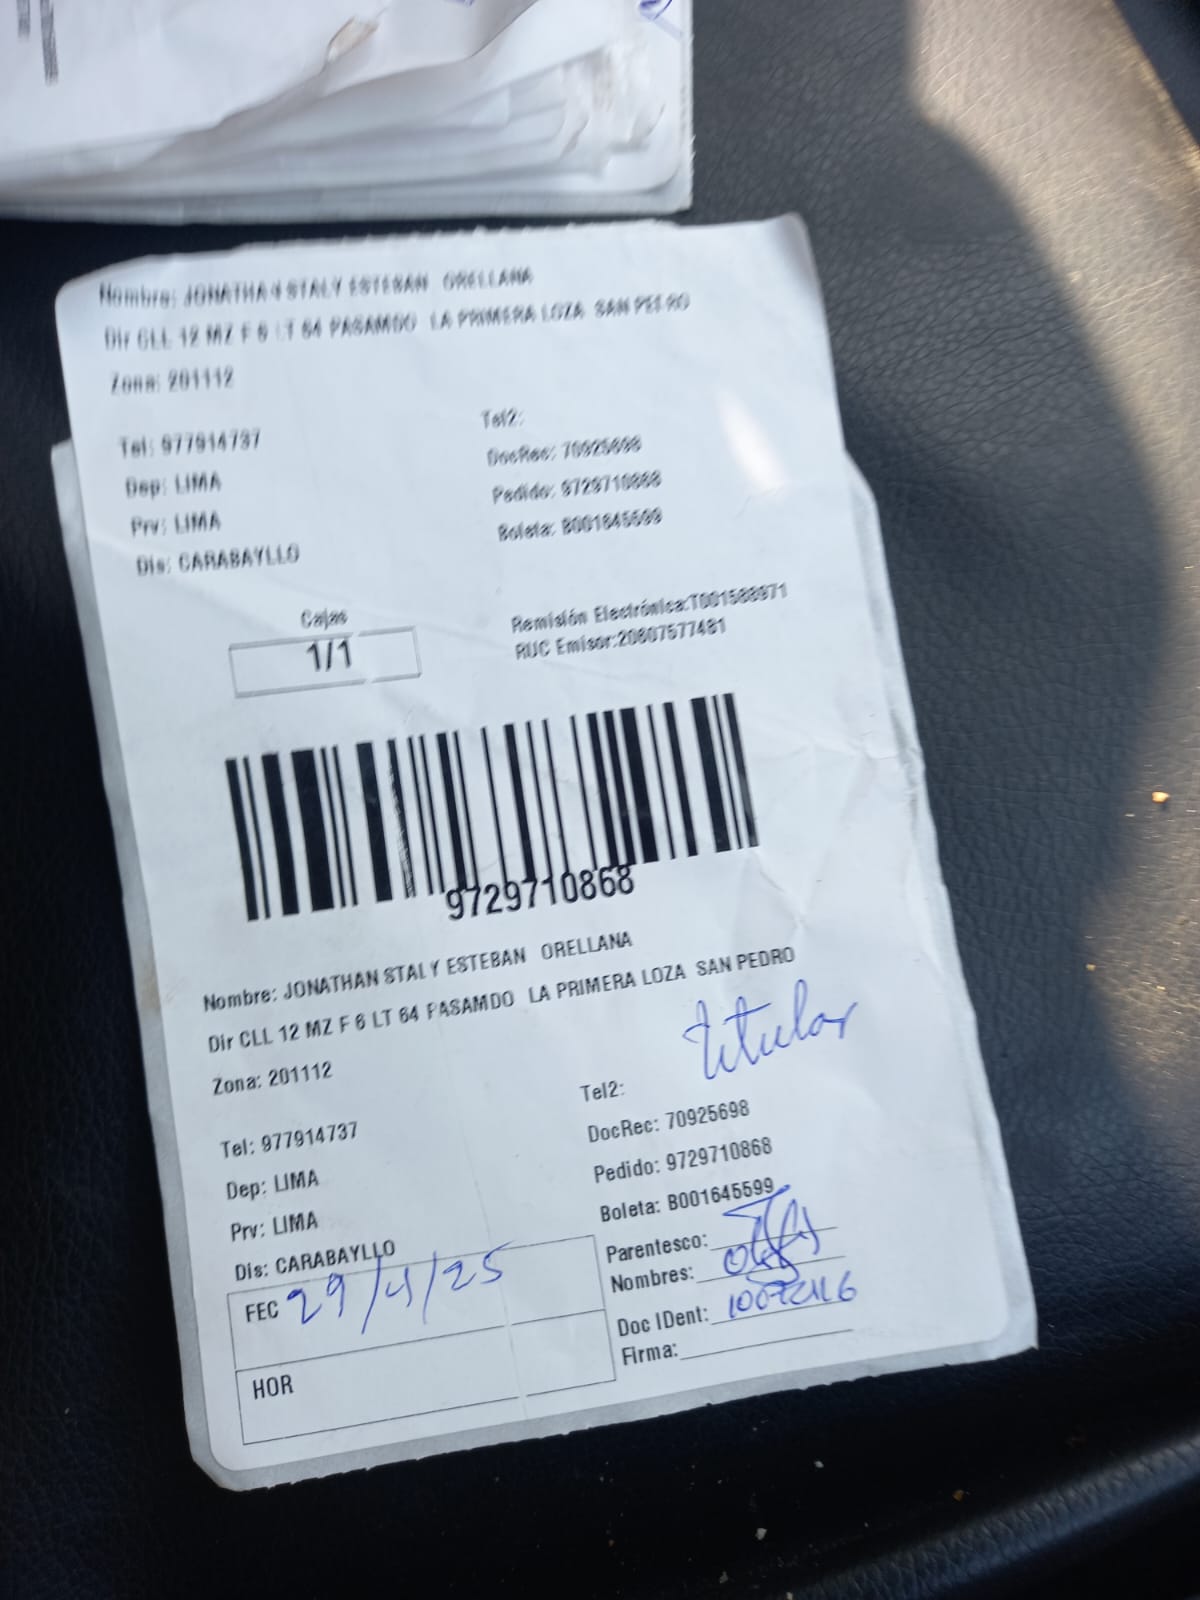 Nombre: JONATHAN STALY ESTEBAN ORELLANA
Dir CLL 12 MZ F 6 LT 64 PASAMDO LA PRIMERA LOZA SAN PEDRO
Zona: 201112
Tel: 977914737
Tel2:
Dep: LIMA
DocRec: 70925698
Prv: LIMA
Pedido: 9729710868
Dis: CARABAYLLO
Boleta: B001645599
Cajas
1/1
Remisión Electrónica:T001588971
RUC Emisor:20607577481
9729710868
Nombre: JONATHAN STALY ESTEBAN ORELLANA
Dir CLL 12 MZ F 6 LT 64 PASAMDO LA PRIMERA LOZA SAN PEDRO
titular
Zona: 201112
Tel2:
Tel: 977914737
DocRec: 70925698
Dep: LIMA
Pedido: 9729710868
Prv: LIMA
Boleta: B001645599
Dis: CARABAYLLO
Parentesco:
Nombres:
FEC 29/4/25
Doc IDent:
Firma:
HOR